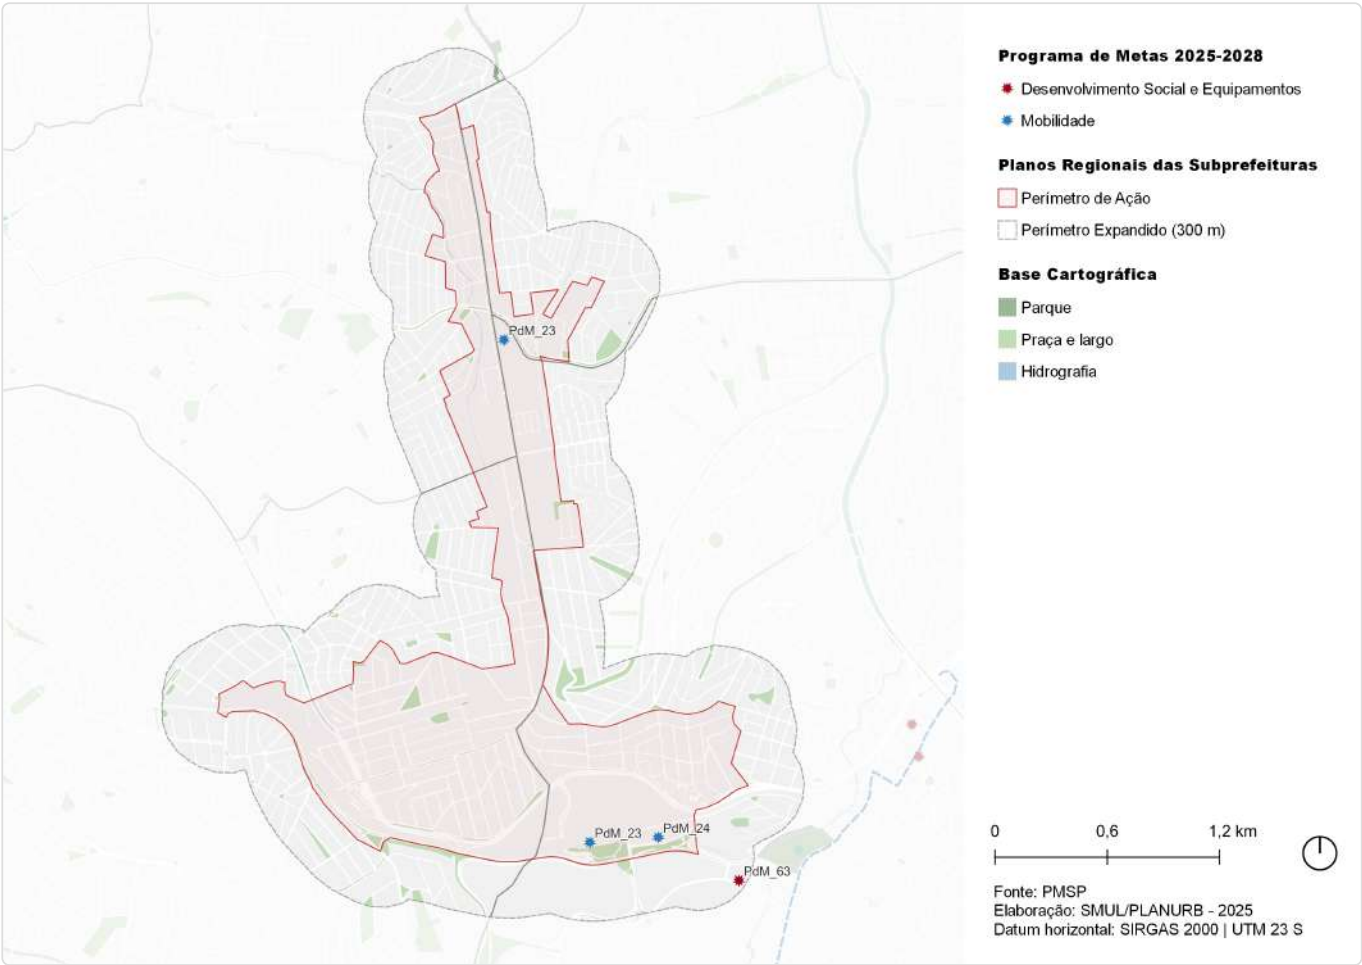 Programa de Metas 2025-2028
Desenvolvimento Social e Equipamentos
Mobilidade
Planos Regionais das Subprefeituras
Perímetro de Ação
Perímetro Expandido (300 m)
Base Cartográfica
Parque
Praça e largo
Hidrografia
PdM_23
PdM_23
PdM_24
PdM_63
0 0,6 1,2 km
Fonte: PMSP
Elaboração: SMUL/PLANURB - 2025
Datum horizontal: SIRGAS 2000 | UTM 23 S